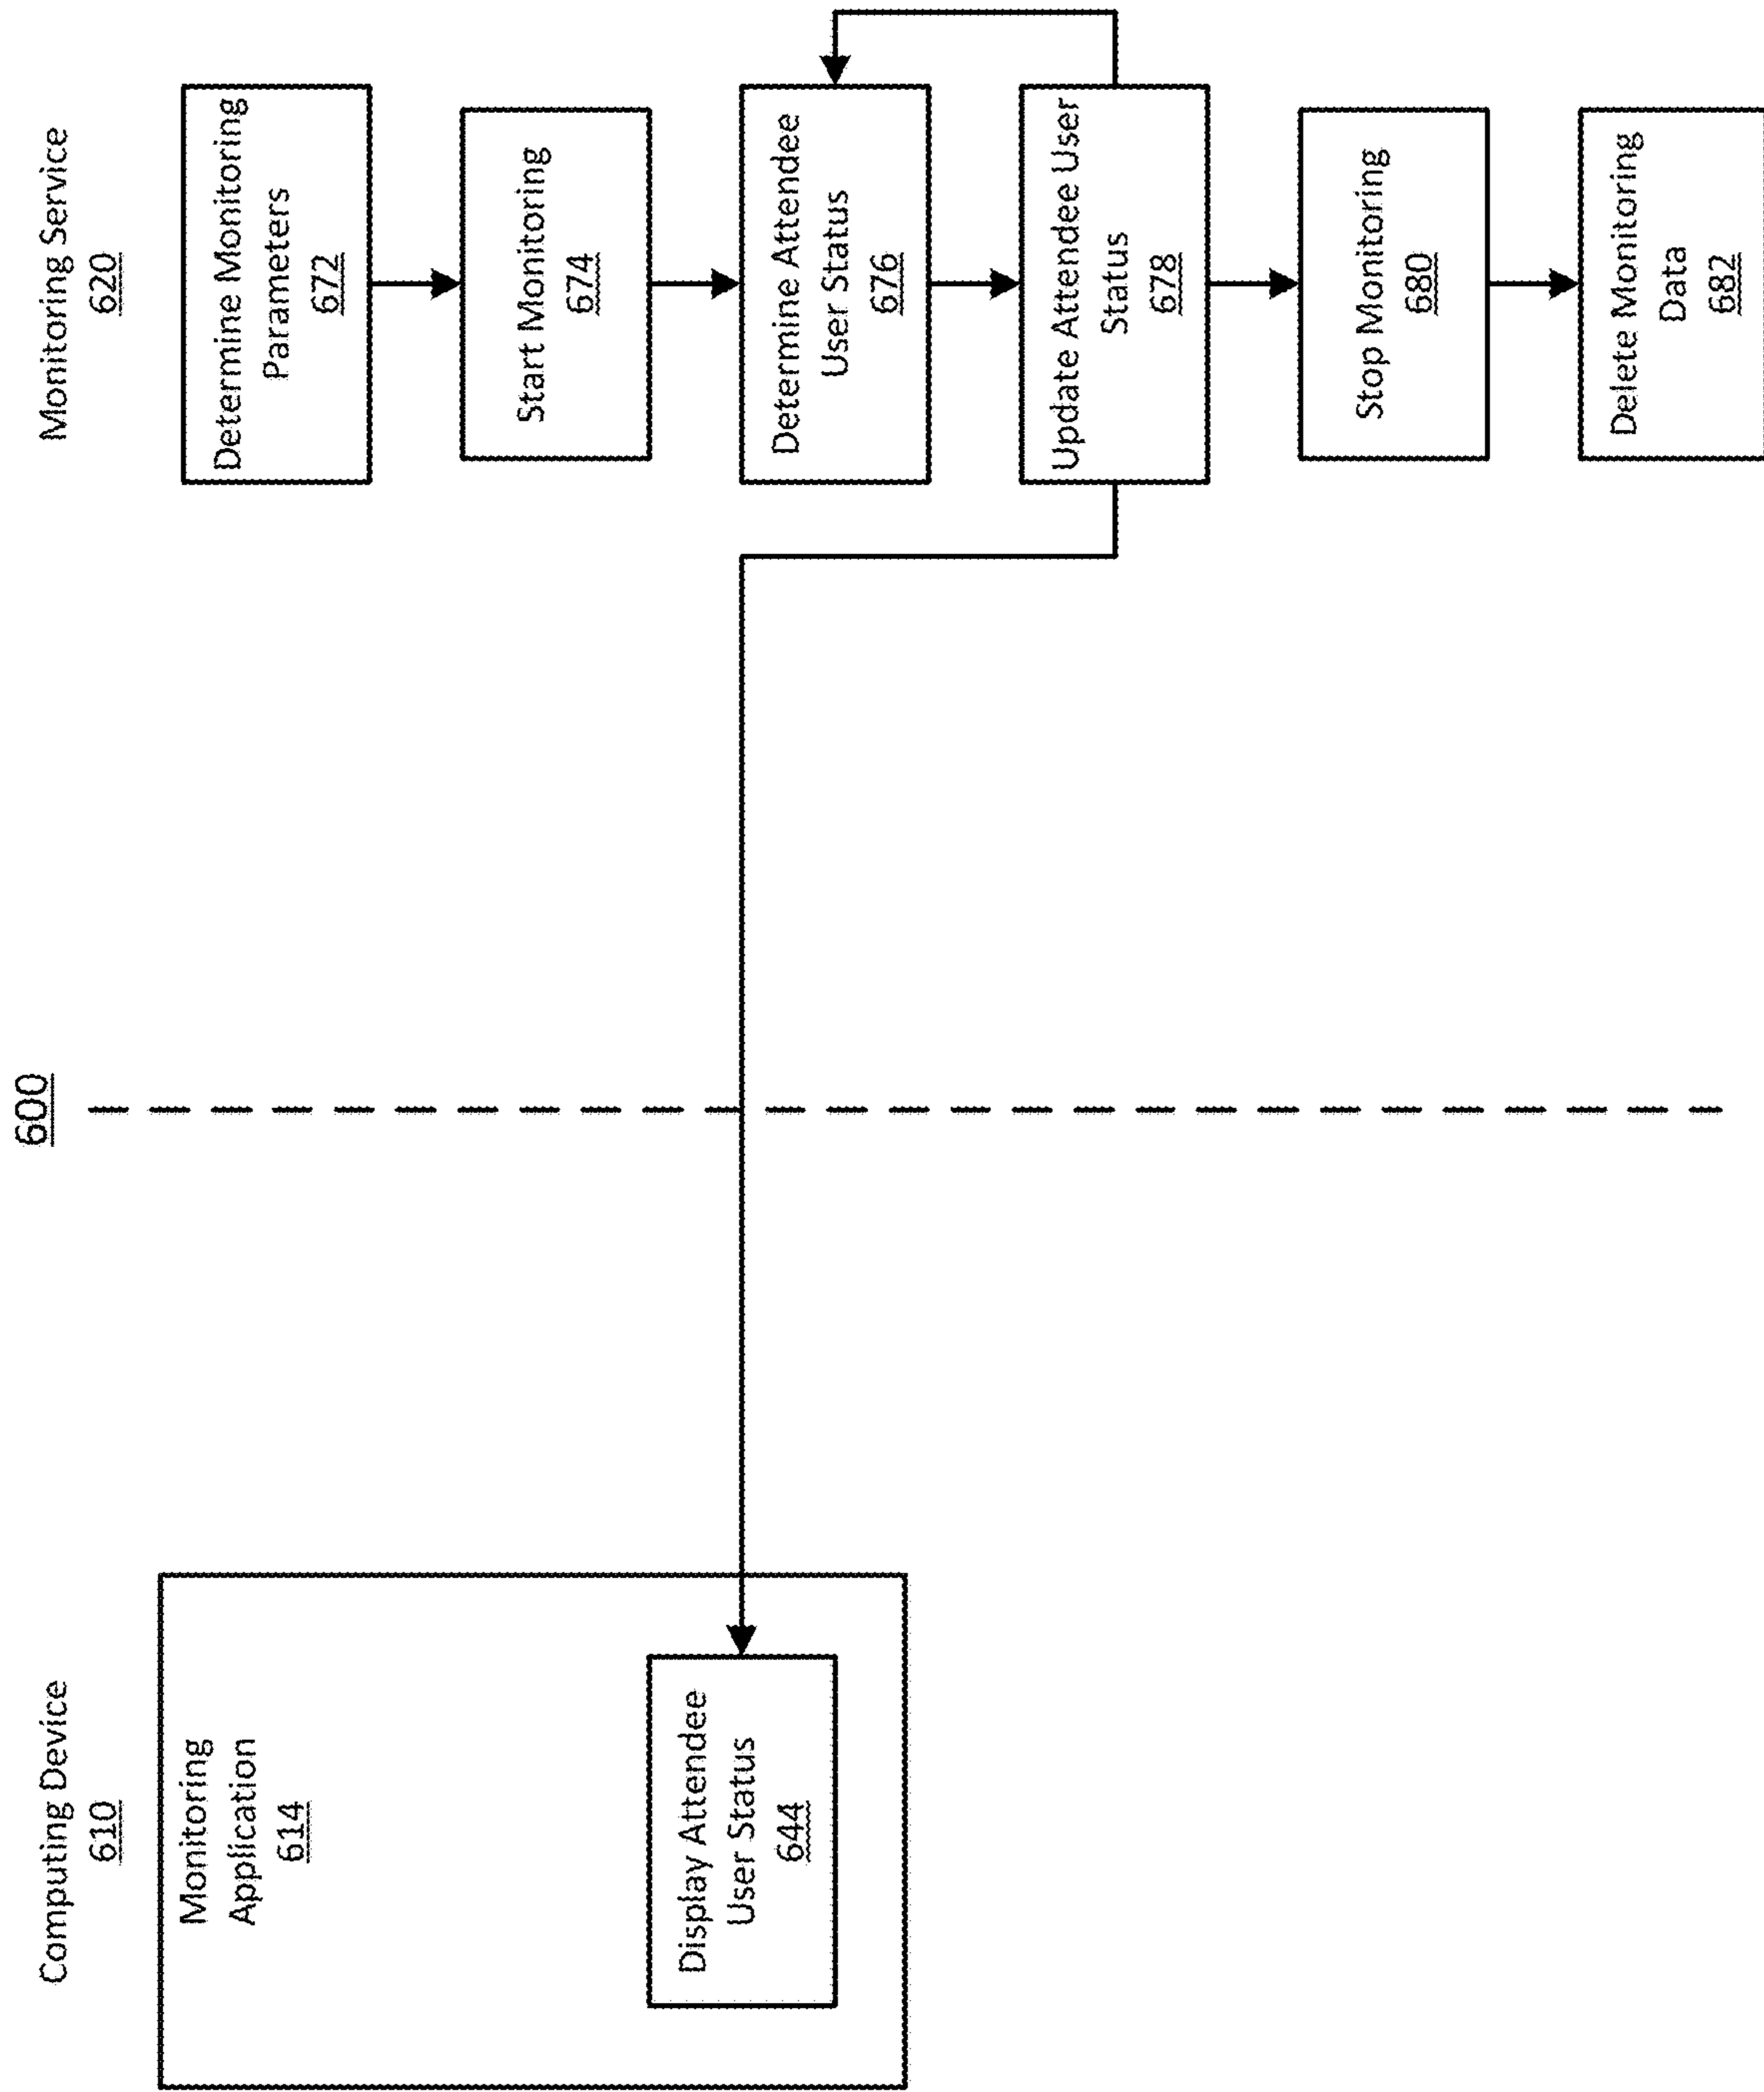 600
Computing Device
610
Monitoring
Application
614
Display Attendee
User Status
644
Monitoring Service
620
Determine Monitoring
Parameters
672
Start Monitoring
674
Determine Attendee
User Status
676
Update Attendee User
Status
678
Stop Monitoring
680
Delete Monitoring
Data
682